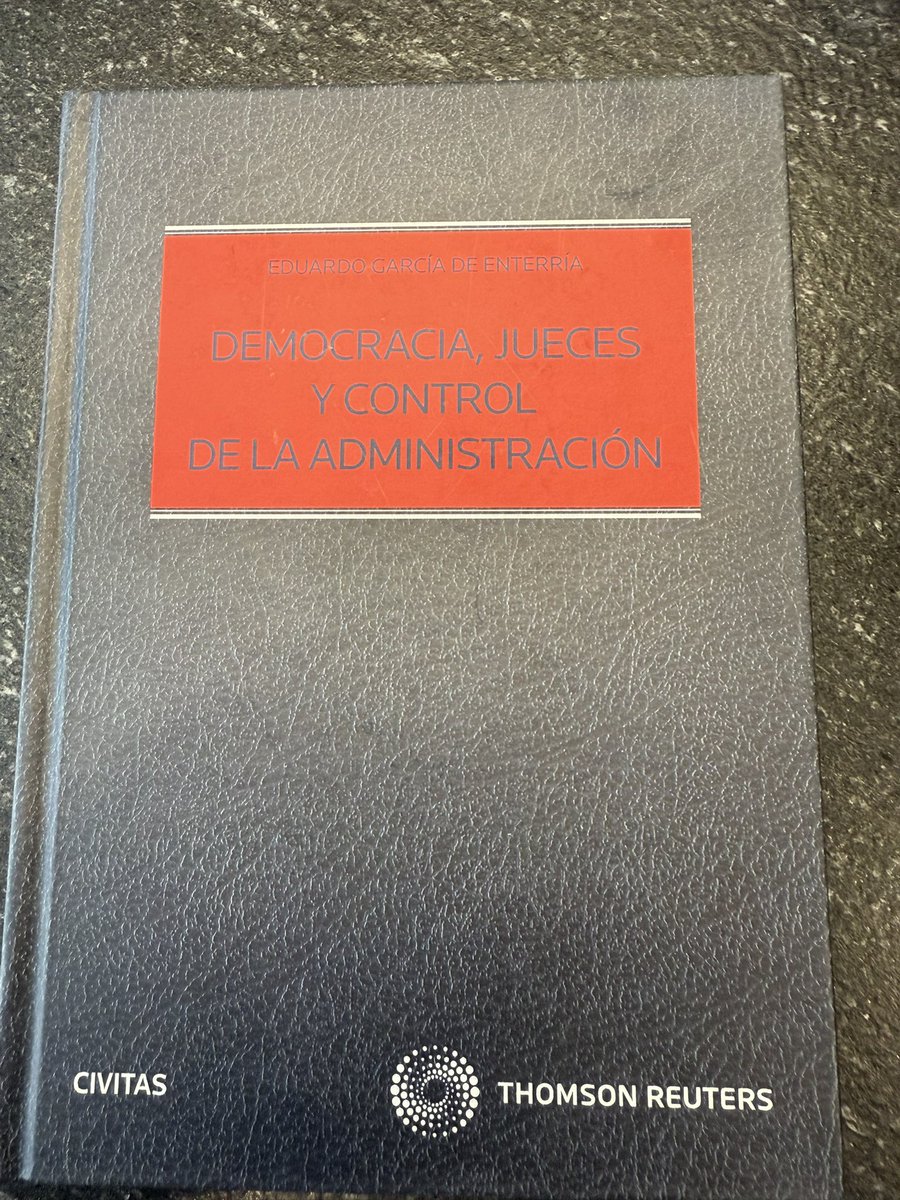 EDUARDO GARCÍA DE ENTERRÍA
DEMOCRACIA, JUECES
Y CONTROL
DE LA ADMINISTRACIÓN
CIVITAS
THOMSON REUTERS